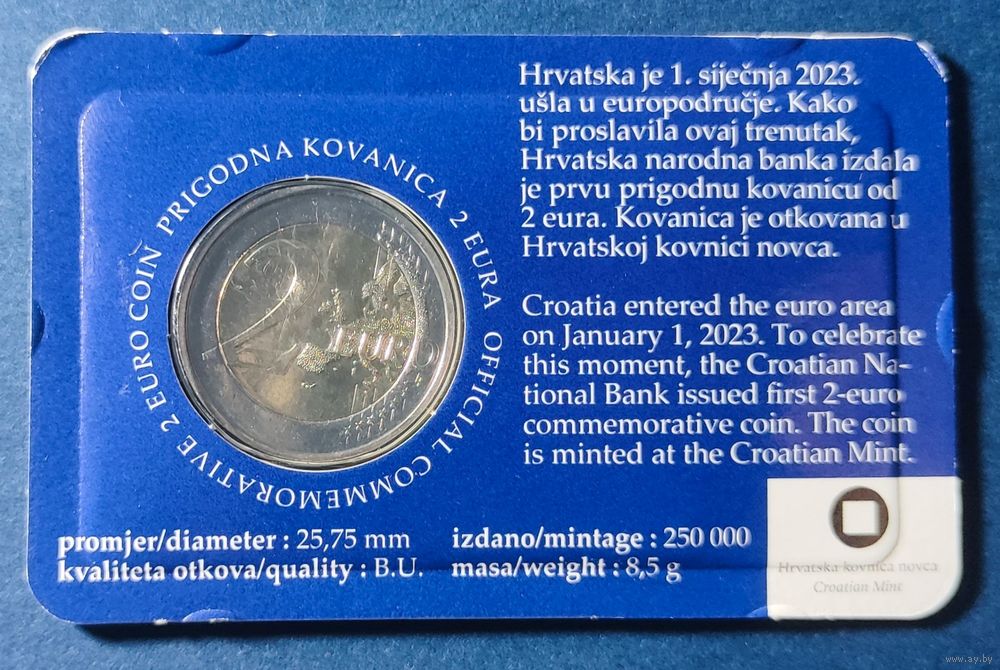 PRIGODNA KOVANICA 2 EURA OFFICIAL COMMEMORATIVE 2 EURO COIN
2 EURO
Hrvatska je 1. siječnja 2023.
ušla u europodručje. Kako
bi proslavila ovaj trenutak,
Hrvatska narodna banka izdala
je prvu prigodnu kovanicu od
2 eura. Kovanica je otkovana u
Hrvatskoj kovnici novca.
Croatia entered the euro area
on January 1, 2023. To celebrate
this moment, the Croatian Na-
tional Bank issued first 2-euro
commemorative coin. The coin
is minted at the Croatian Mint.
promjer/diameter : 25,75 mm
kvaliteta otkova/quality : B.U.
izdano/mintage : 250 000
masa/weight : 8,5 g
Hrvatska kovnica novca
Croatian Mint
www.ay.by